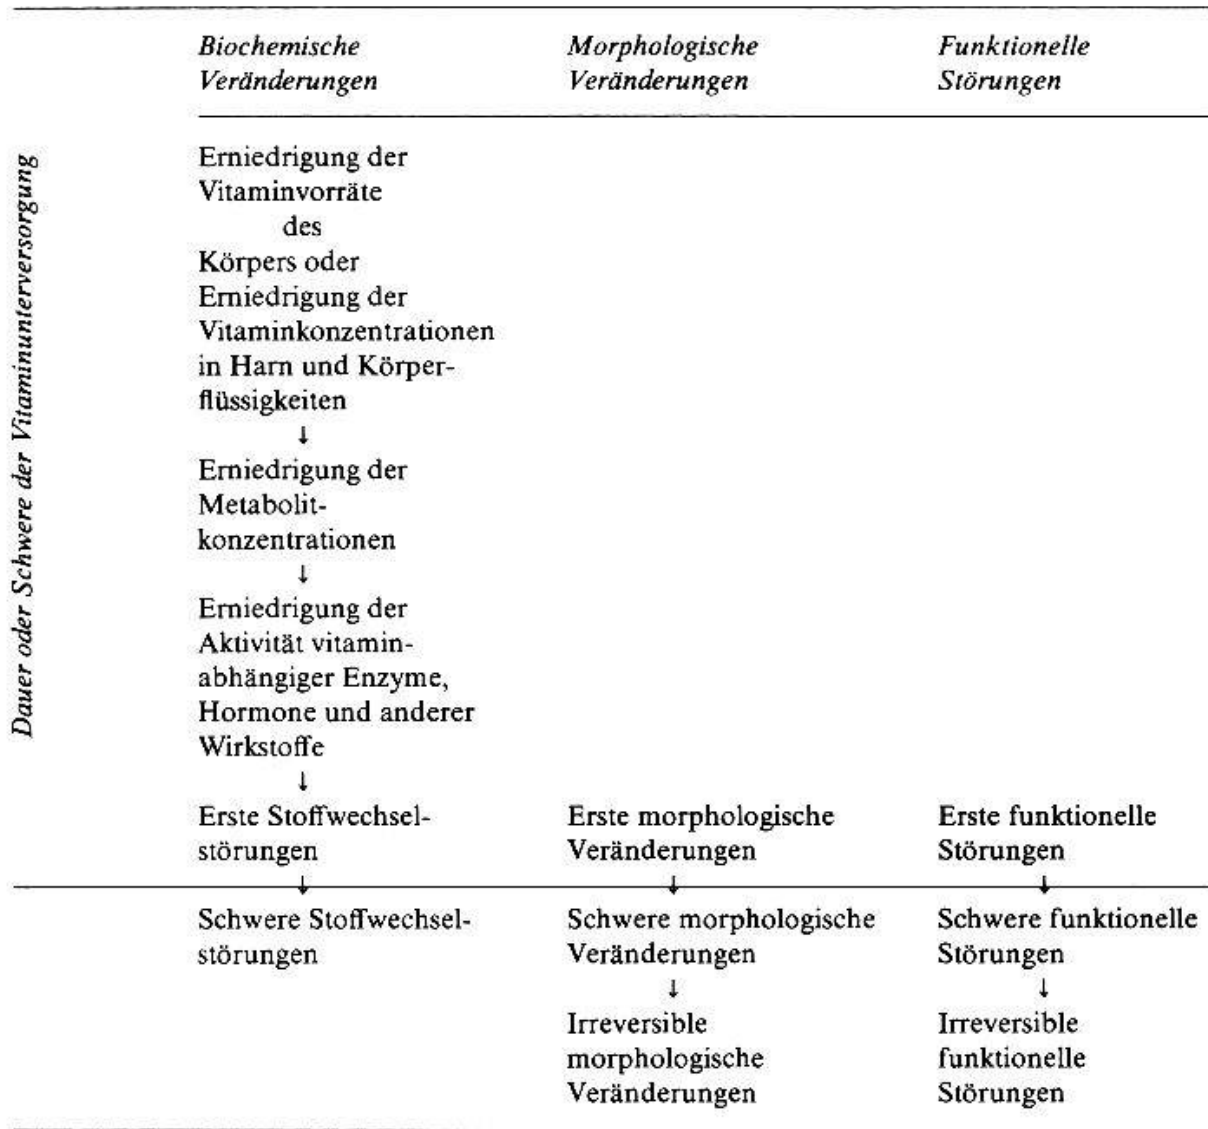 Biochemische Veränderungen
Morphologische Veränderungen
Funktionelle Störungen
Dauer oder Schwere der Vitaminunterversorgung
Erniedrigung der
Vitaminvorräte
des
Körpers oder
Erniedrigung der
Vitaminkonzentrationen
in Harn und Körper-
flüssigkeiten
↓
Erniedrigung der
Metabolit-
konzentrationen
↓
Erniedrigung der
Aktivität vitamin-
abhängiger Enzyme,
Hormone und anderer
Wirkstoffe
↓
Erste Stoffwechsel-
störungen
↓
Schwere Stoffwechsel-
störungen
Erste morphologische
Veränderungen
↓
Schwere morphologische
Veränderungen
↓
Irreversible
morphologische
Veränderungen
Erste funktionelle
Störungen
↓
Schwere funktionelle
Störungen
↓
Irreversible
funktionelle
Störungen